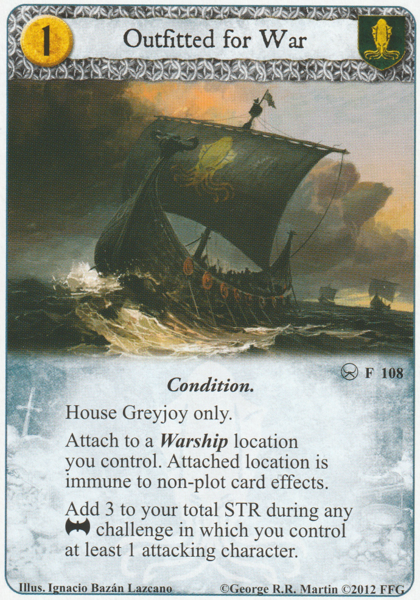 1
Outfitted for War
F 108
Condition.
House Greyjoy only.
Attach to a Warship location
you control. Attached location is
immune to non-plot card effects.
Add 3 to your total STR during any
challenge in which you control
at least 1 attacking character.
Illus. Ignacio Bazán Lazcano ©George R.R. Martin ©2012 FFG